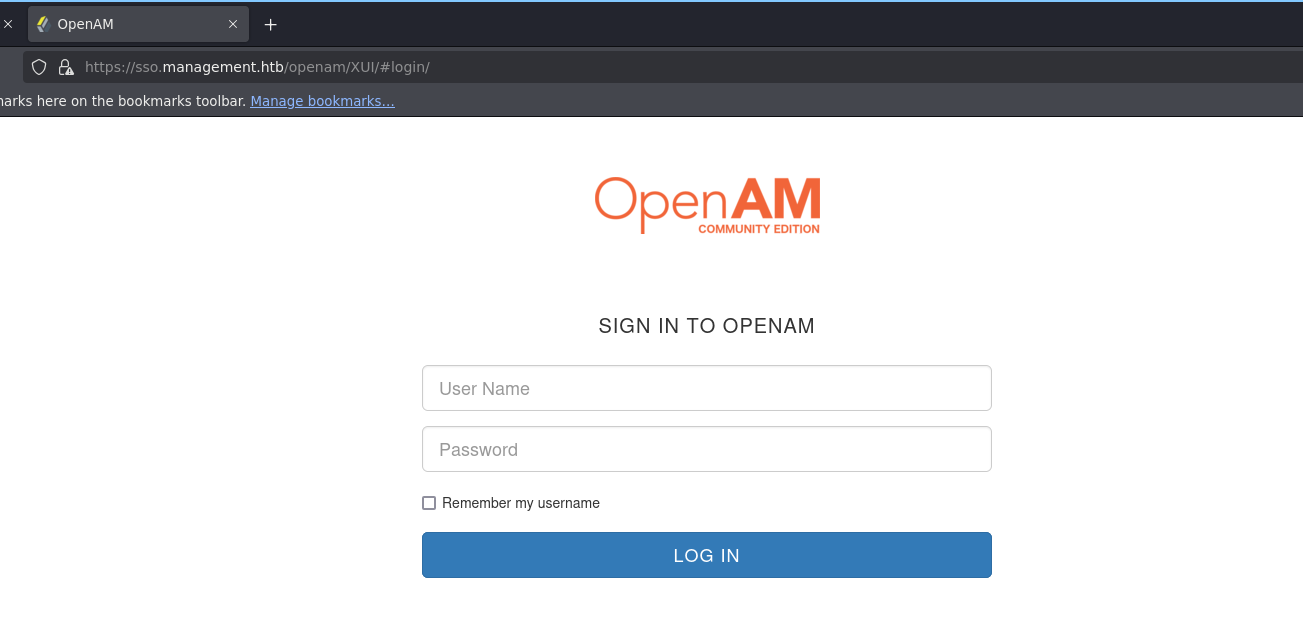 OpenAM
https://sso.management.htb/openam/XUI/#login/
arks here on the bookmarks toolbar. Manage bookmarks…
OpenAM
COMMUNITY EDITION
SIGN IN TO OPENAM
User Name
Password
Remember my username
LOG IN